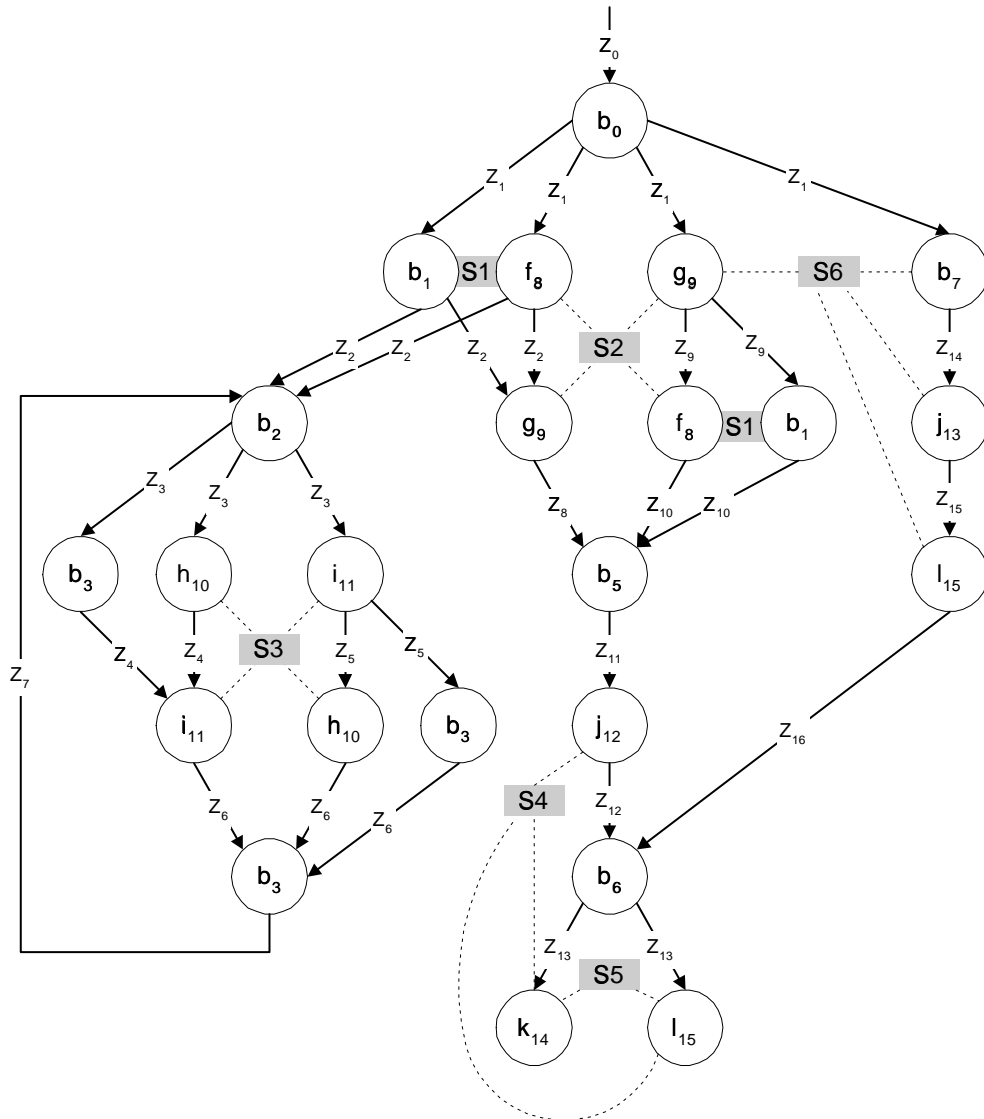 Z₀
b₀
Z₁ Z₁ Z₁ Z₁
b₁ S1 f₈ g₉ S6 b₇
Z₂ Z₂ Z₂ Z₂ S2 Z₉ Z₉ Z₁₄
b₂ g₉ f₈ S1 b₁ j₁₃
Z₃ Z₃ Z₃ Z₈ Z₁₀ Z₁₀ Z₁₅
b₃ h₁₀ i₁₁ b₅ l₁₅
Z₇ Z₄ Z₄ S3 Z₅ Z₅ Z₁₁
i₁₁ h₁₀ b₃ j₁₂ Z₁₆
Z₆ Z₆ Z₆ S4 Z₁₂
b₃ b₆
Z₁₃ S5 Z₁₃
k₁₄ l₁₅